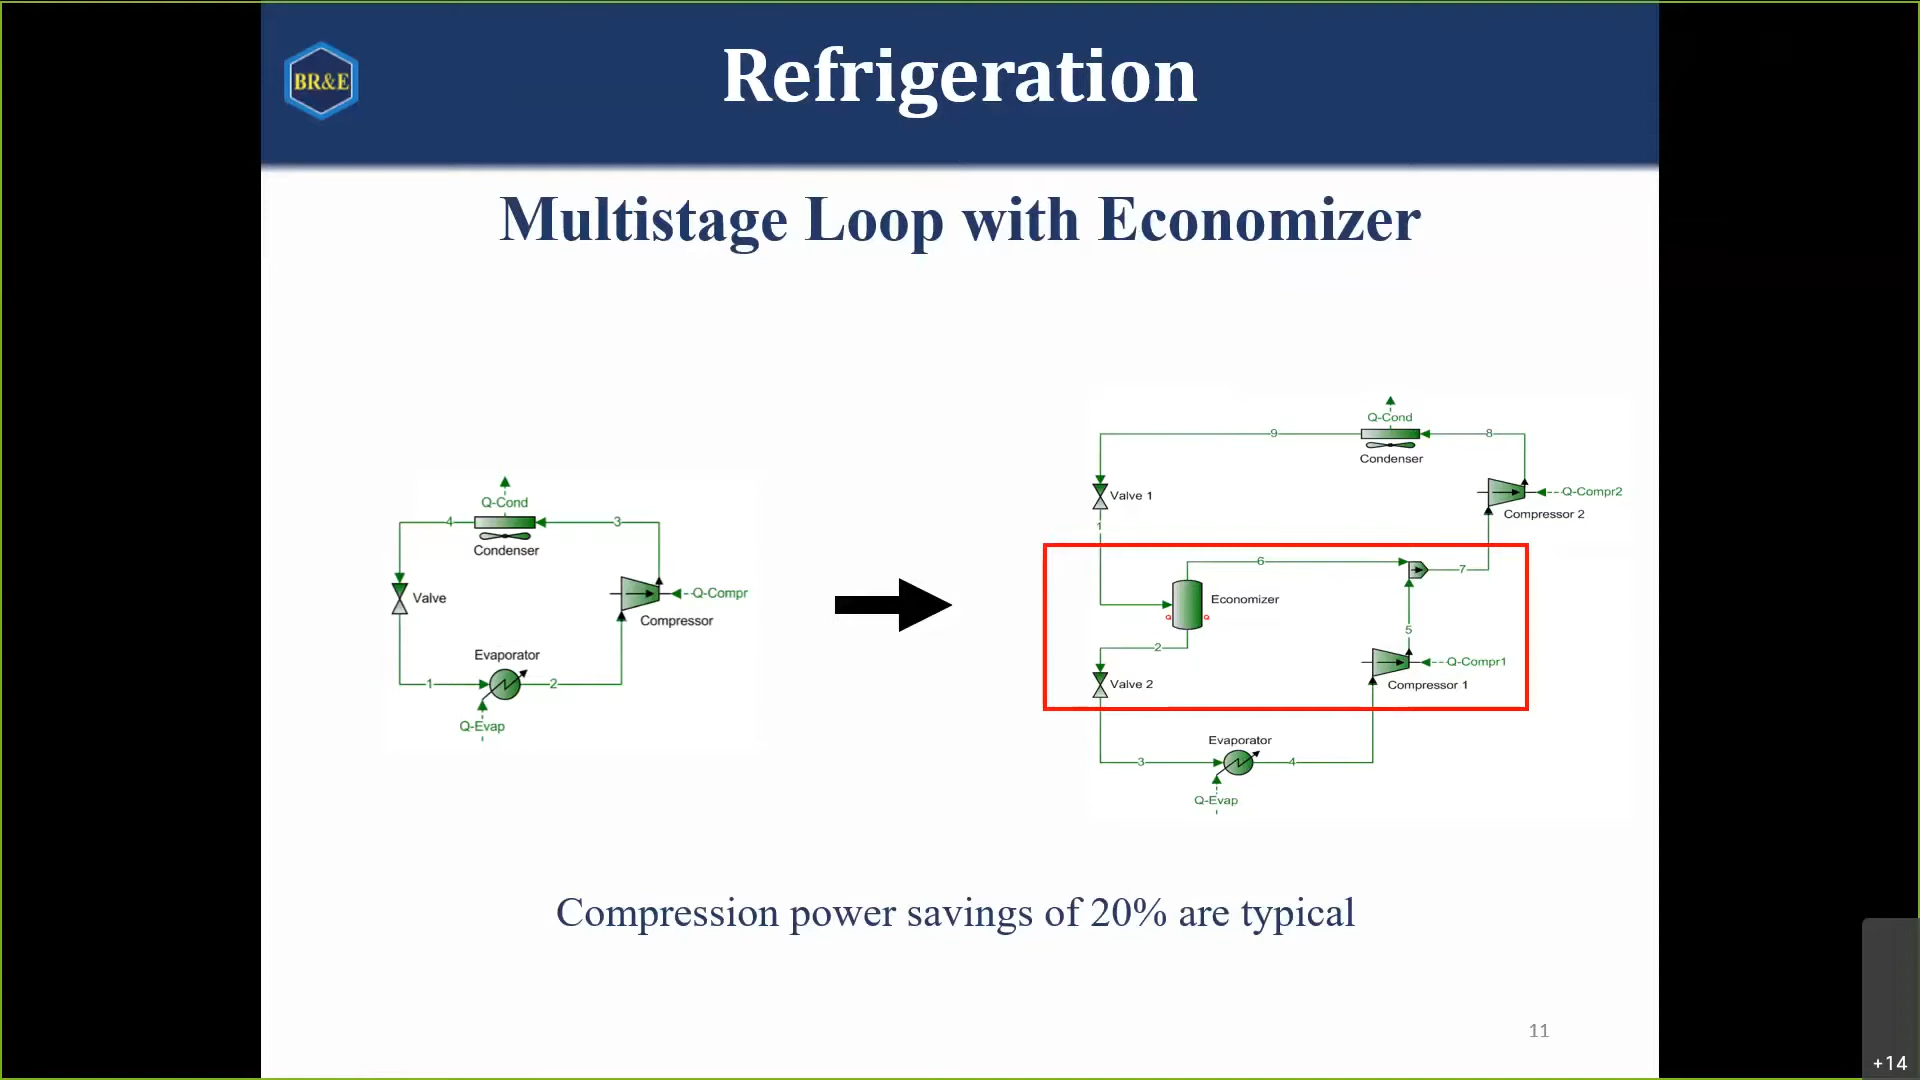 BR&E
Refrigeration
Multistage Loop with Economizer
Q-Cond
4
3
Condenser
Valve
Q-Compr
Compressor
Evaporator
1
2
Q-Evap
Q-Cond
9
8
Condenser
Valve 1
Q-Compr2
Compressor 2
1
6
7
Economizer
Q
Q
5
2
Q-Compr1
Valve 2
Compressor 1
Evaporator
3
4
Q-Evap
Compression power savings of 20% are typical
11
+14